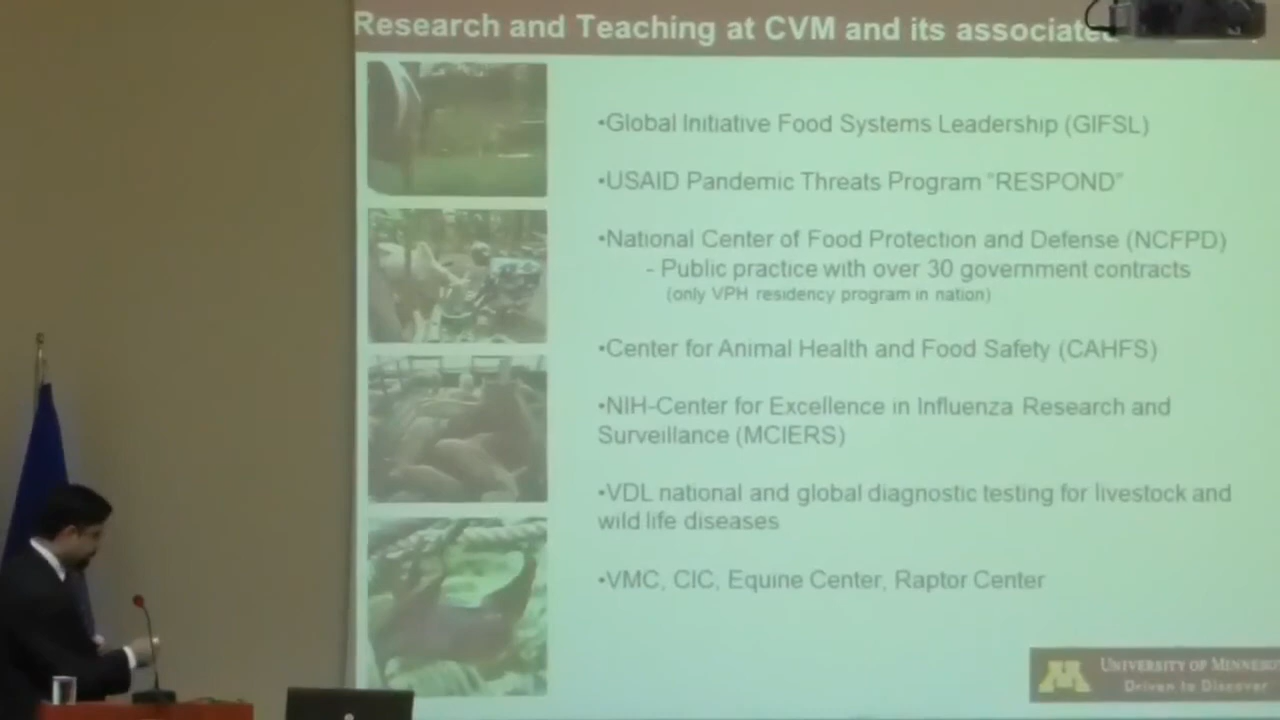 Research and Teaching at CVM and its associated
•Global Initiative Food Systems Leadership (GIFSL)
•USAID Pandemic Threats Program "RESPOND"
•National Center of Food Protection and Defense (NCFPD)
- Public practice with over 30 government contracts
(only VPH residency program in nation)
•Center for Animal Health and Food Safety (CAHFS)
•NIH-Center for Excellence in Influenza Research and
Surveillance (MCIERS)
•VDL national and global diagnostic testing for livestock and
wild life diseases
•VMC, CIC, Equine Center, Raptor Center
M
UNIVERSITY OF MINNESO
Driven to Discover